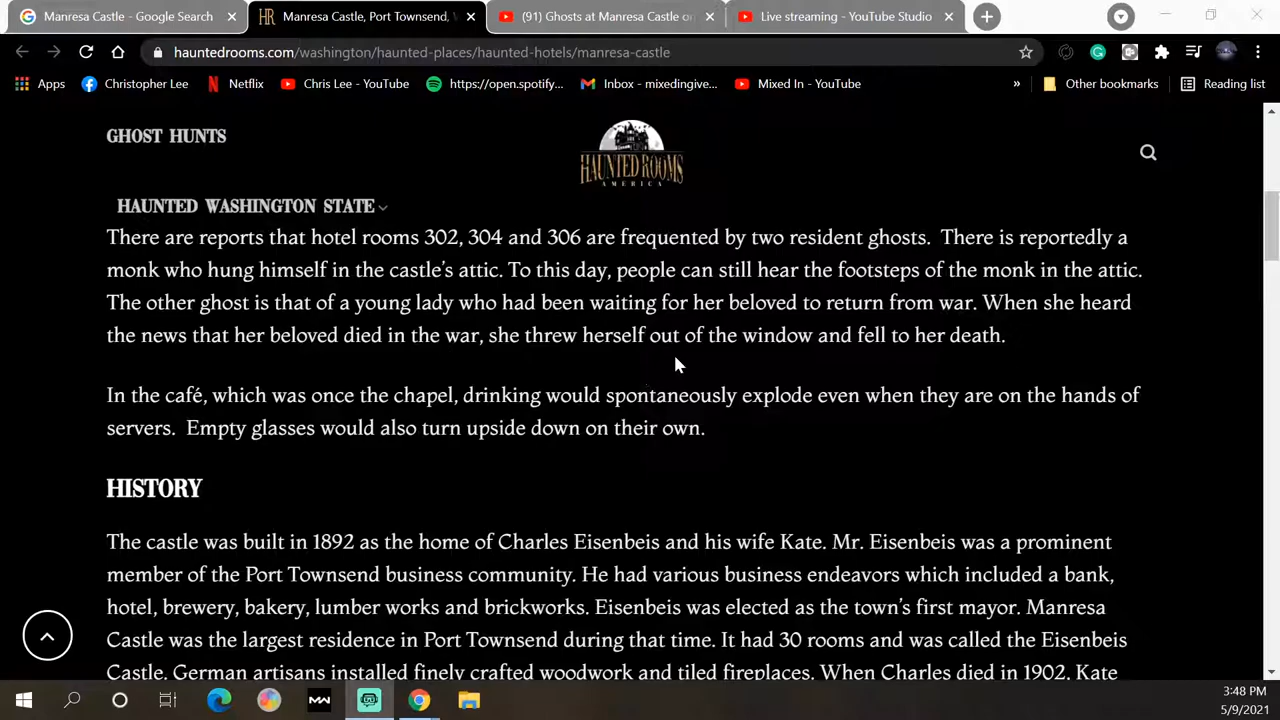 Manresa Castle - Google Search
Manresa Castle, Port Townsend,
(91) Ghosts at Manresa Castle or
Live streaming - YouTube Studio
hauntedrooms.com/washington/haunted-places/haunted-hotels/manresa-castle
Apps
Christopher Lee
Netflix
Chris Lee - YouTube
https://open.spotify...
Inbox - mixedingive...
Mixed In - YouTube
»
Other bookmarks
Reading list
GHOST HUNTS
HAUNTED ROOMS
AMERICA
HAUNTED WASHINGTON STATE
There are reports that hotel rooms 302, 304 and 306 are frequented by two resident ghosts. There is reportedly a
monk who hung himself in the castle's attic. To this day, people can still hear the footsteps of the monk in the attic.
The other ghost is that of a young lady who had been waiting for her beloved to return from war. When she heard
the news that her beloved died in the war, she threw herself out of the window and fell to her death.
In the café, which was once the chapel, drinking would spontaneously explode even when they are on the hands of
servers. Empty glasses would also turn upside down on their own.
HISTORY
The castle was built in 1892 as the home of Charles Eisenbeis and his wife Kate. Mr. Eisenbeis was a prominent
member of the Port Townsend business community. He had various business endeavors which included a bank,
hotel, brewery, bakery, lumber works and brickworks. Eisenbeis was elected as the town's first mayor. Manresa
Castle was the largest residence in Port Townsend during that time. It had 30 rooms and was called the Eisenbeis
Castle. German artisans installed finely crafted woodwork and tiled fireplaces. When Charles died in 1902, Kate
3:48 PM
5/9/2021